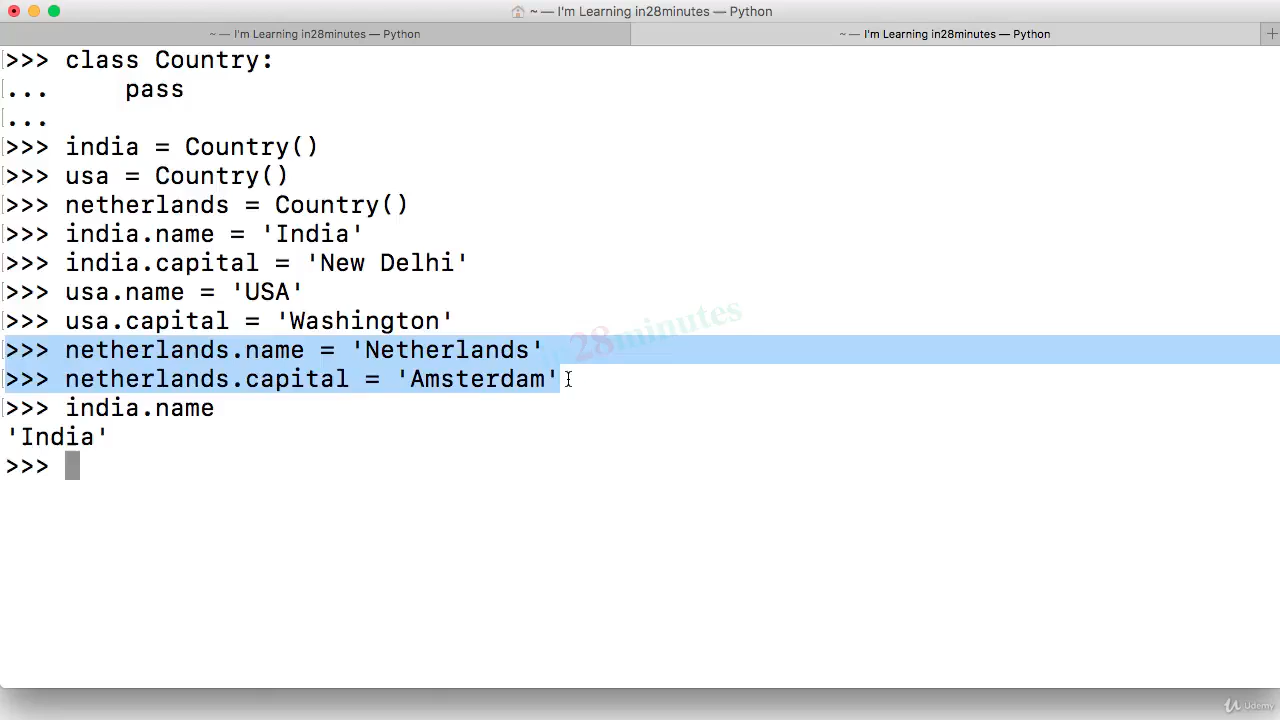 ~ — I'm Learning in28minutes — Python
~ — I'm Learning in28minutes — Python
~ — I'm Learning in28minutes — Python
>>> class Country:
...     pass
...
>>> india = Country()
>>> usa = Country()
>>> netherlands = Country()
>>> india.name = 'India'
>>> india.capital = 'New Delhi'
>>> usa.name = 'USA'
>>> usa.capital = 'Washington'
>>> netherlands.name = 'Netherlands'
>>> netherlands.capital = 'Amsterdam'
>>> india.name
'India'
>>>
in28minutes
Udemy